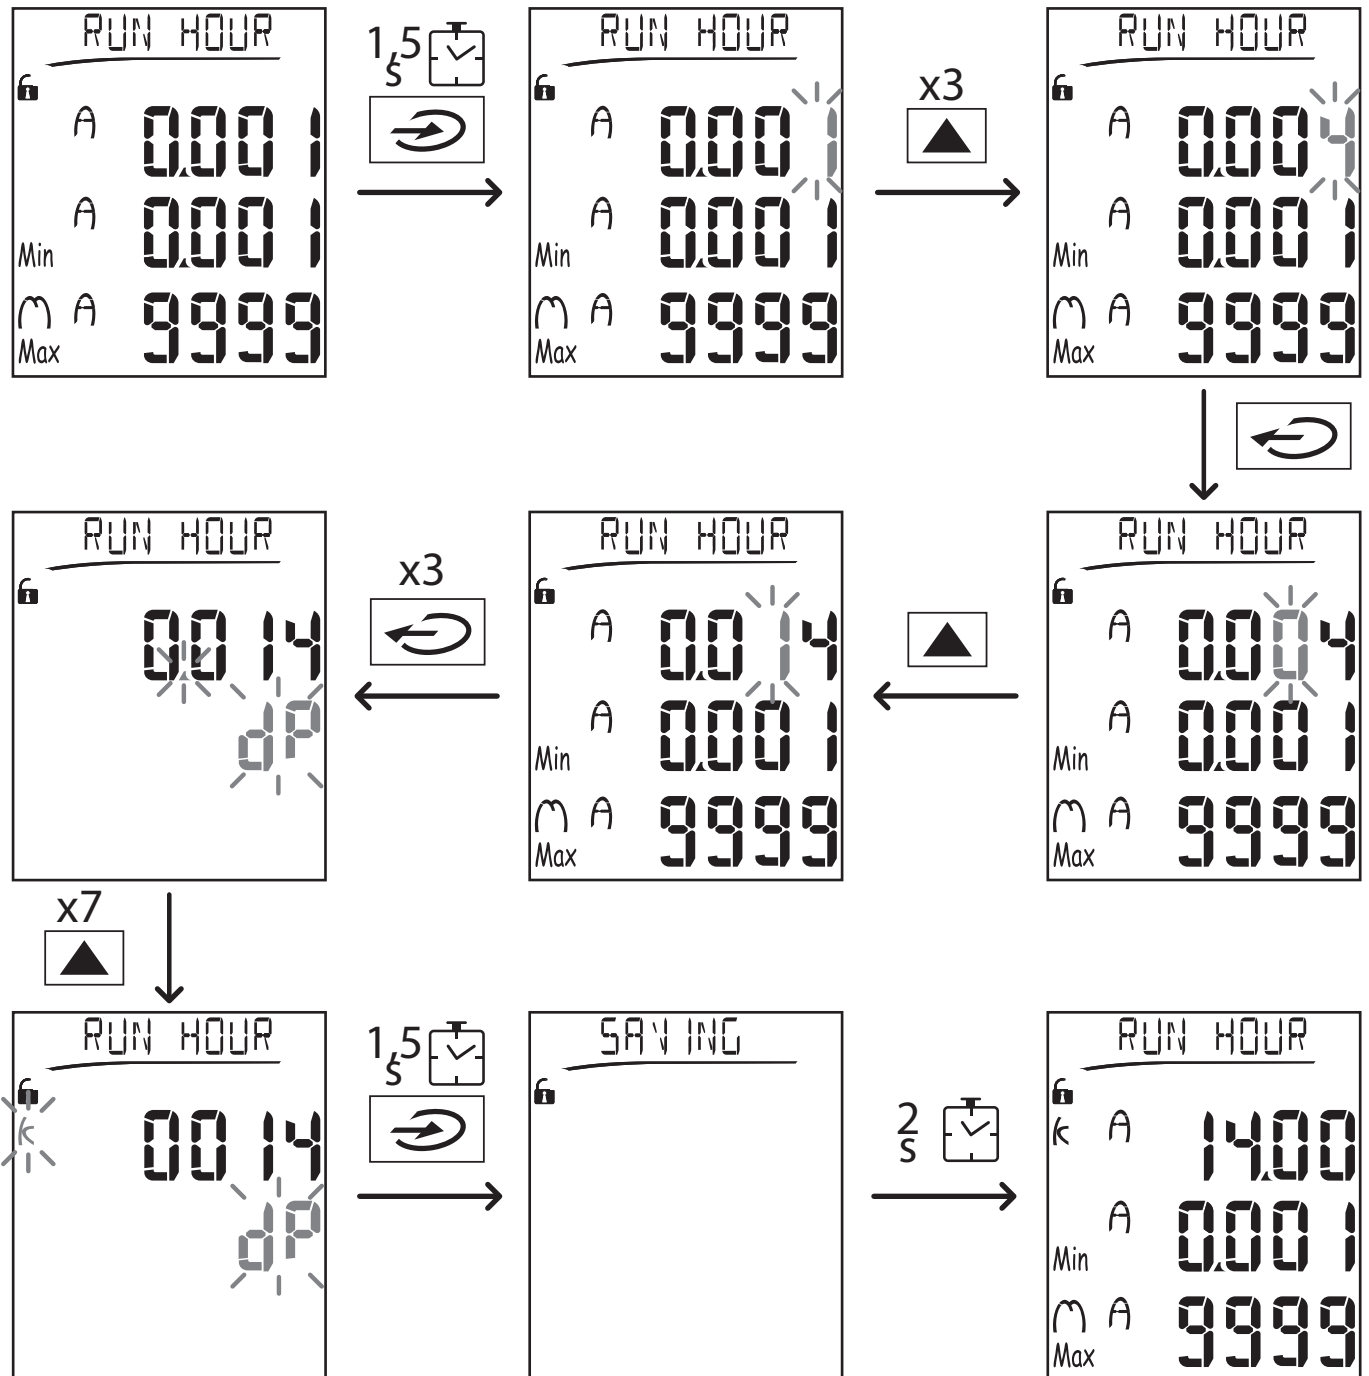 RUN HOUR
A 0.001
A 0.001
Min
M A 9999
Max
1,5
s
RUN HOUR
A 0.001
A 0.001
Min
M A 9999
Max
x3
RUN HOUR
A 0.004
A 0.001
Min
M A 9999
Max
RUN HOUR
0.014
dP
x3
RUN HOUR
A 0.014
A 0.001
Min
M A 9999
Max
RUN HOUR
A 0.004
A 0.001
Min
M A 9999
Max
x7
RUN HOUR
k 0014
dP
1,5
s
SAVING
2
s
RUN HOUR
k A 14.00
A 0.001
Min
M A 9999
Max